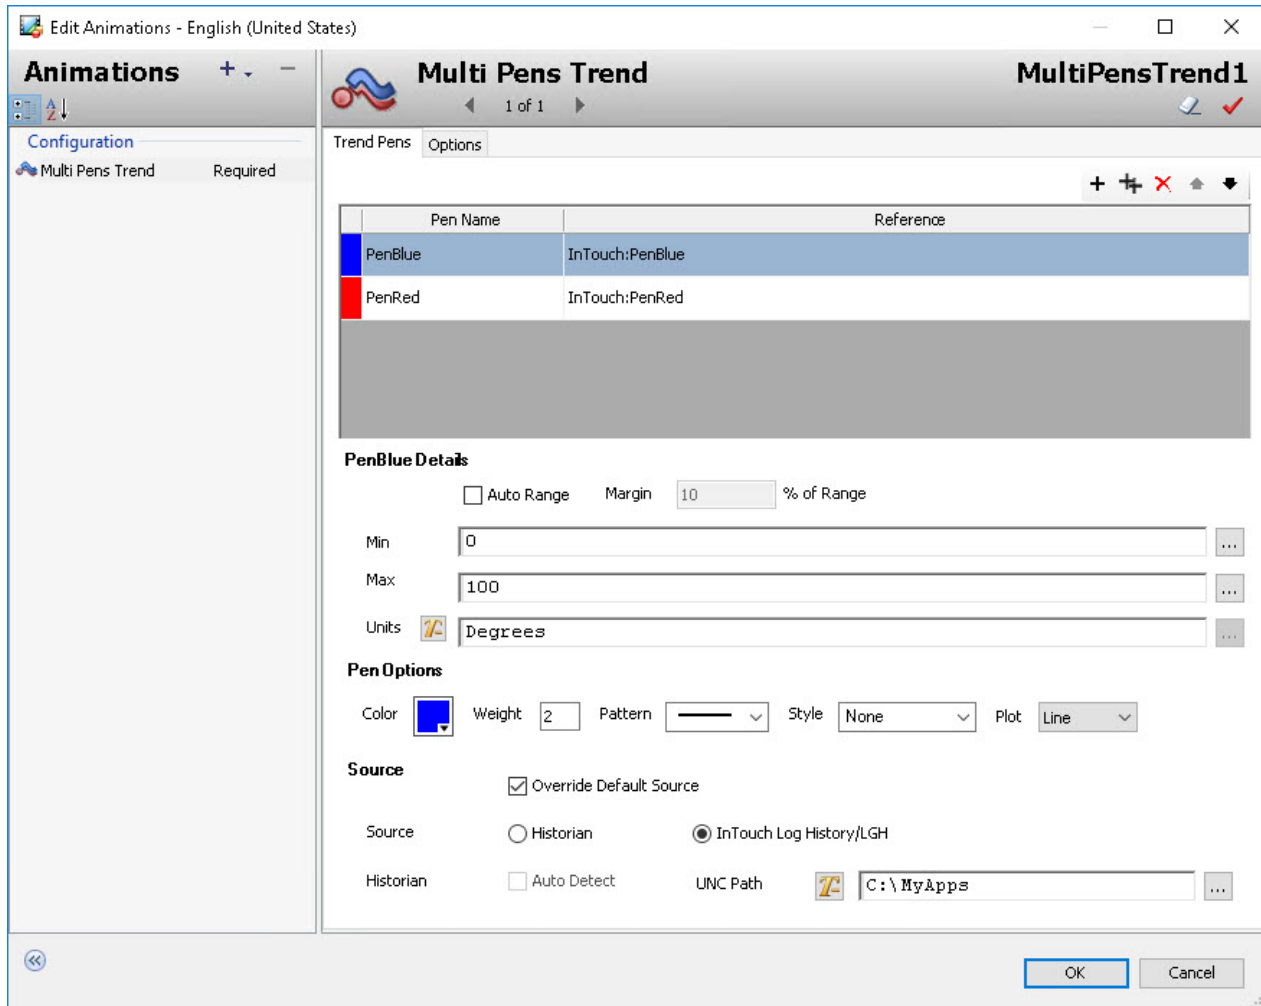 Edit Animations - English (United States)
Animations
Multi Pens Trend
MultiPensTrend1
1 of 1
A
Z
Configuration
Multi Pens Trend Required
Trend Pens Options
Pen Name Reference
PenBlue InTouch:PenBlue
PenRed InTouch:PenRed
PenBlue Details
Auto Range Margin 10 % of Range
Min 0 ...
Max 100 ...
Units Degrees ...
Pen Options
Color Weight 2 Pattern Style None Plot Line
Source
Override Default Source
Source Historian InTouch Log History/LGH
Historian Auto Detect UNC Path C:\MyApps ...
OK Cancel